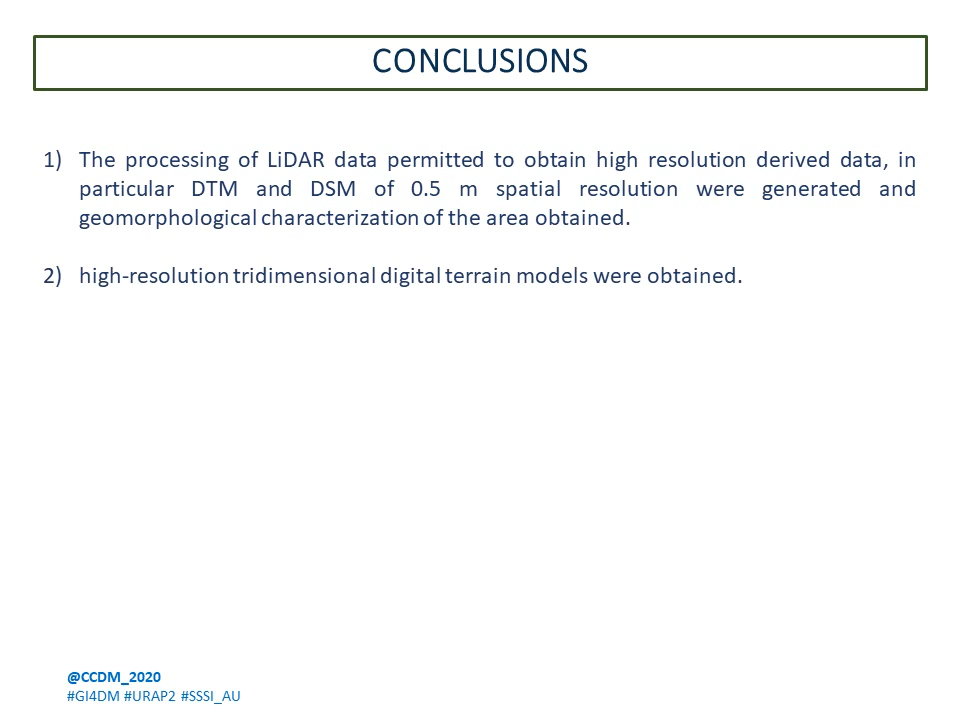 CONCLUSIONS
1) The processing of LiDAR data permitted to obtain high resolution derived data, in
particular DTM and DSM of 0.5 m spatial resolution were generated and
geomorphological characterization of the area obtained.
2) high-resolution tridimensional digital terrain models were obtained.
@CCDM_2020
#GI4DM #URAP2 #SSSI_AU